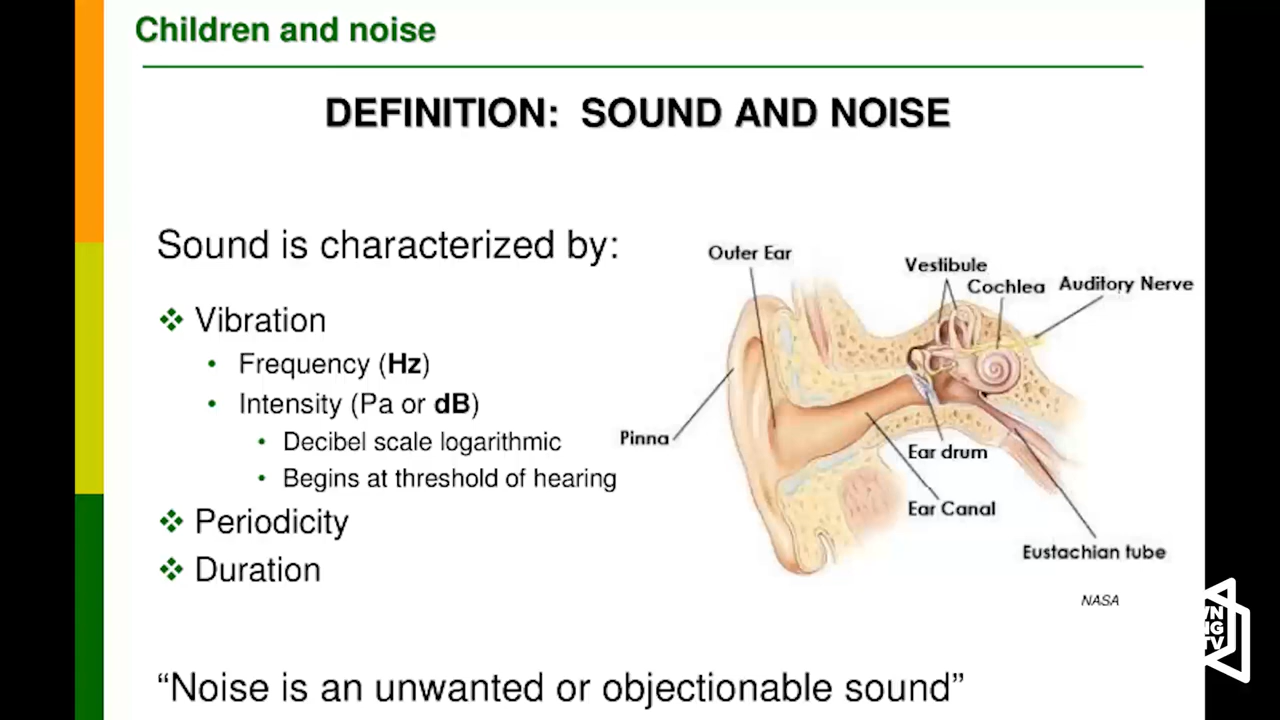 Children and noise
DEFINITION: SOUND AND NOISE
Sound is characterized by:
Vibration
Frequency (Hz)
Intensity (Pa or dB)
Decibel scale logarithmic
Begins at threshold of hearing
Periodicity
Duration
Outer Ear
Vestibule
Cochlea
Auditory Nerve
Pinna
Ear drum
Ear Canal
Eustachian tube
NASA
“Noise is an unwanted or objectionable sound”